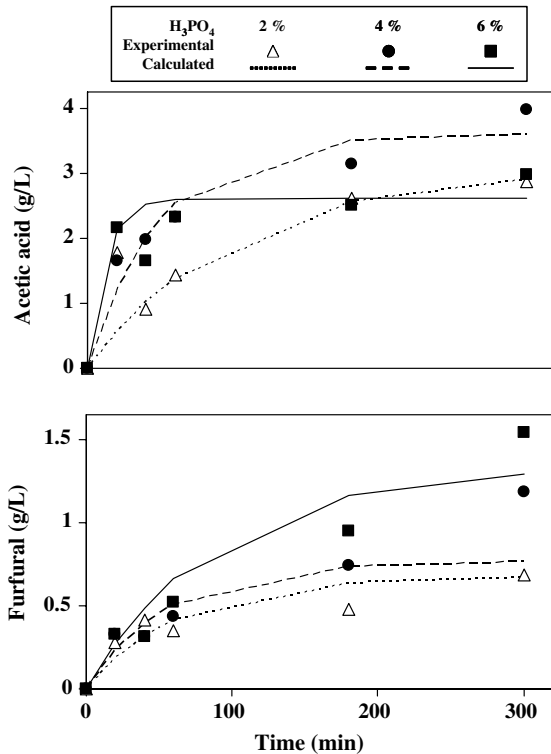 H₃PO₄ 2 % 4 % 6 %
Experimental
Calculated
4
3
2
1
0
Acetic acid (g/L)
1.5
1
0.5
0
Furfural (g/L)
0 100 200 300
Time (min)